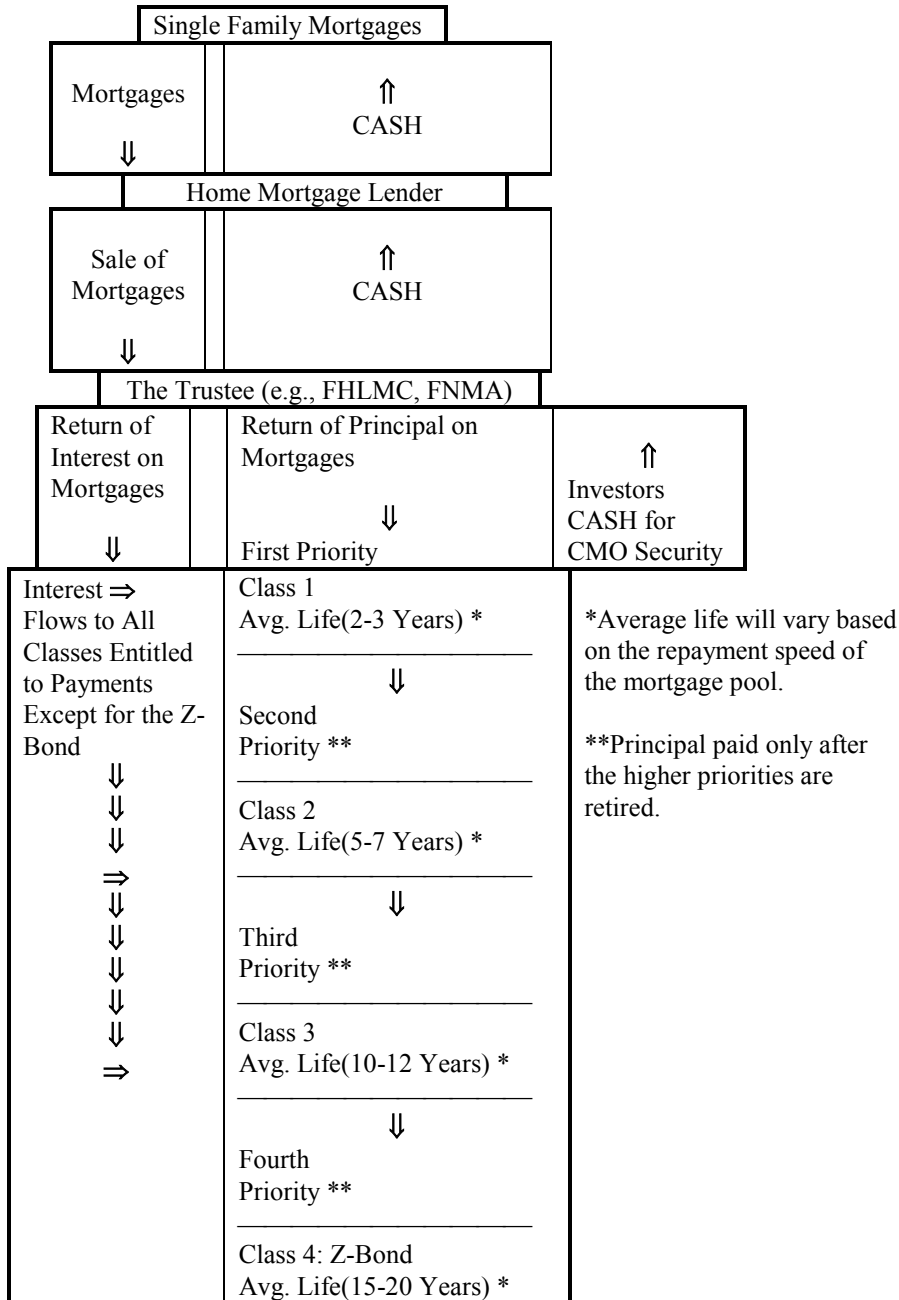 Single Family Mortgages
Mortgages
⇓
⇑
CASH
Home Mortgage Lender
Sale of
Mortgages
⇓
⇑
CASH
The Trustee (e.g., FHLMC, FNMA)
Return of
Interest on
Mortgages
⇓
Return of Principal on
Mortgages
⇓
First Priority
⇑
Investors
CASH for
CMO Security
Interest ⇒
Flows to All
Classes Entitled
to Payments
Except for the Z-
Bond
⇓
⇓
⇓
⇒
⇓
⇓
⇓
⇓
⇓
⇒
Class 1
Avg. Life(2-3 Years) *
⇓
Second
Priority **
Class 2
Avg. Life(5-7 Years) *
⇓
Third
Priority **
Class 3
Avg. Life(10-12 Years) *
⇓
Fourth
Priority **
Class 4: Z-Bond
Avg. Life(15-20 Years) *
*Average life will vary based
on the repayment speed of
the mortgage pool.
**Principal paid only after
the higher priorities are
retired.